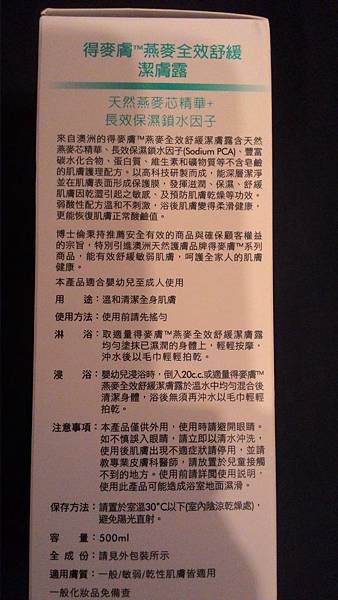 得麥膚™燕麥全效舒緩
潔膚露
天然燕麥芯精華+
長效保濕鎖水因子
來自澳洲的得麥膚™燕麥全效舒緩潔膚露含天然
燕麥芯精華、長效保濕鎖水因子(Sodium PCA)、豐富
碳水化合物、蛋白質、維生素和礦物質等不含皂鹼
的肌膚護理配方。以高科技研製而成,能深層潔淨
並在肌膚表面形成保護膜,發揮滋潤、保濕、舒緩
肌膚因乾澀引起之敏感、及預防肌膚乾燥等功效。
弱酸性配方溫和不刺激,浴後肌膚變得柔滑健康,
更能恢復肌膚正常酸鹼值。
博士倫秉持推薦安全有效的商品與確保顧客權益
的宗旨,特別引進澳洲天然護膚品牌得麥膚™系列
商品,能有效舒緩敏弱肌膚,呵護全家人的肌膚
健康。
本產品適合嬰幼兒至成人使用
用 途:溫和清潔全身肌膚
使用方法:使用前請先搖勻
淋 浴:取適量得麥膚™燕麥全效舒緩潔膚露
均勻塗抹已濕潤的身體上,輕輕按摩,
沖水後以毛巾輕輕拍乾。
浸 浴:嬰幼兒浸浴時,倒入20c.c.或適量得麥膚™
燕麥全效舒緩潔膚露於溫水中均勻混合後
清潔身體,浴後無須再沖水以毛巾輕輕
拍乾。
注意事項:本產品僅供外用,使用時請避開眼睛。
如不慎誤入眼睛,請立即以清水沖洗,
使用後肌膚出現不適症狀請停用,並請
教專業皮膚科醫師,請放置於兒童接觸
不到的地方。使用前請詳閱使用說明,
使用此產品可能造成浴室地面濕滑。
保存方法:請置於室溫30°C以下(室內陰涼乾燥處),
避免陽光直射。
容 量:500ml
全 成 份:請見外包裝所示
適用膚質:一般/敏弱/乾性肌膚皆適用
一般化妝品免備查